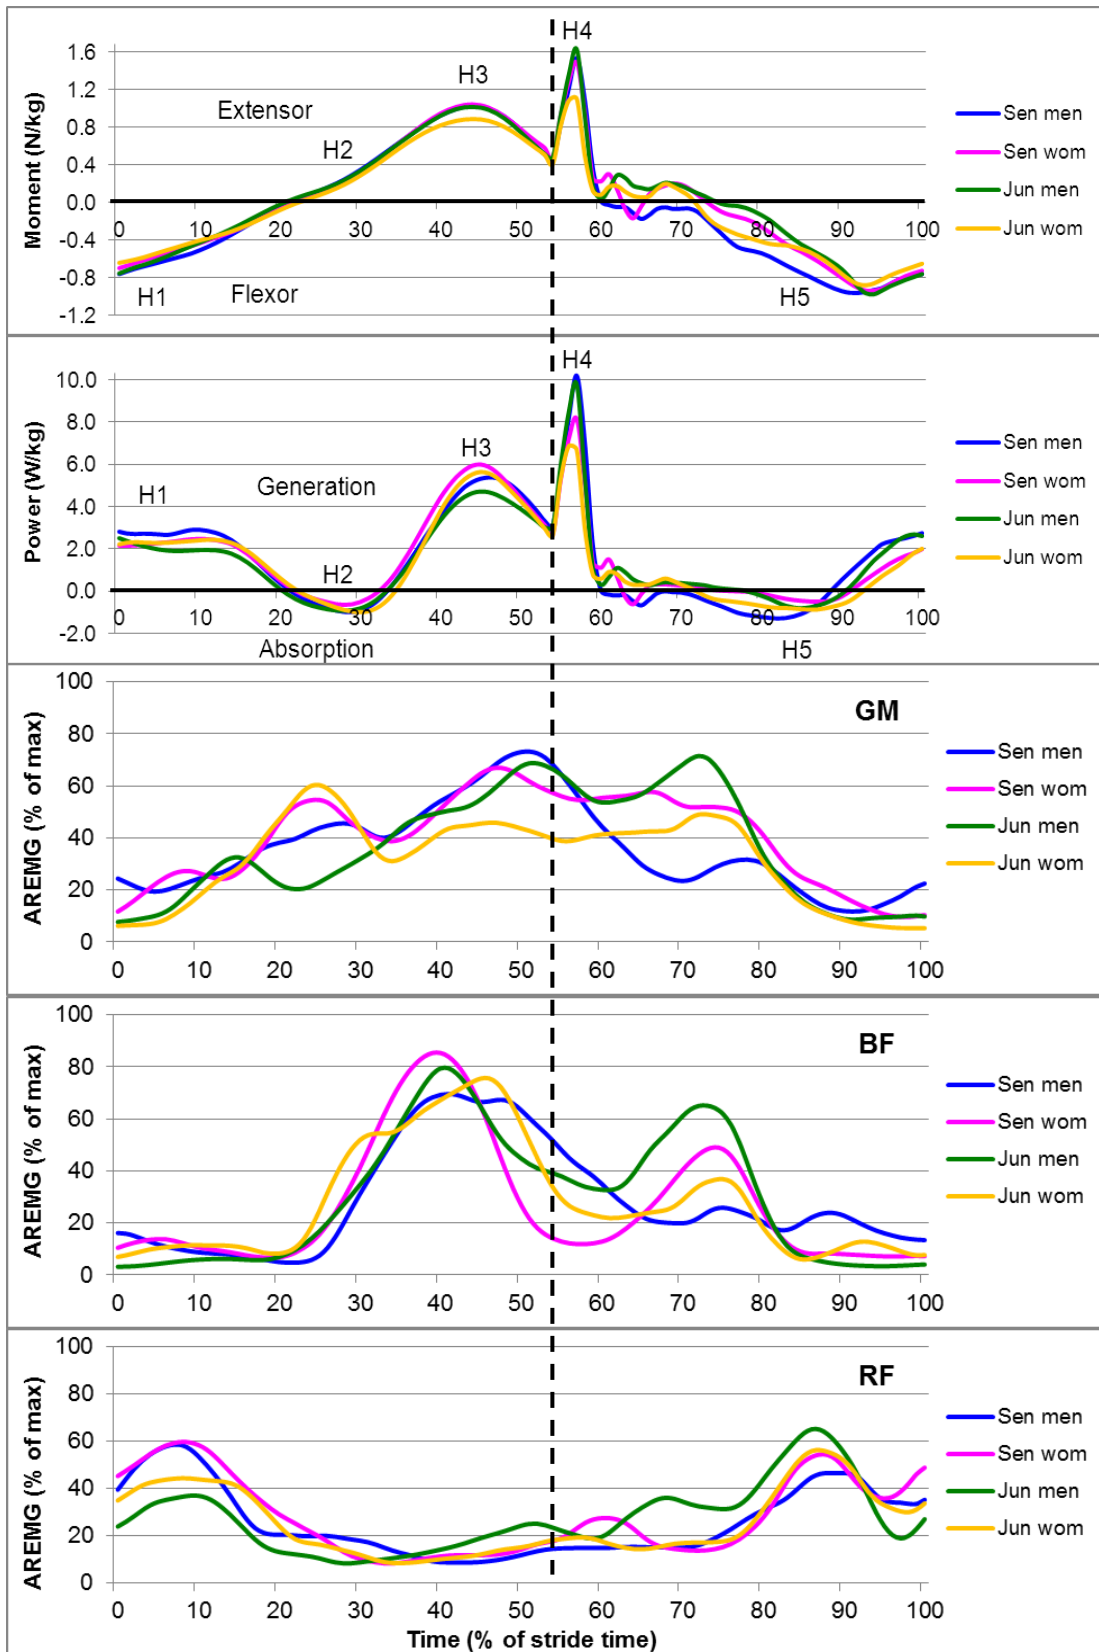 H4
1.6
1.2
H3
Extensor
0.8
H2
0.4
0.0
0 10 20 30 40 50 60 70 80 90 100
-0.4
-0.8
H1 Flexor H5
-1.2
Moment (N/kg)
Sen men
Sen wom
Jun men
Jun wom
H4
10.0
8.0
6.0
H3
4.0
H1 Generation
2.0
H2
0.0
0 10 20 30 40 50 60 70 80 90 100
-2.0
Absorption H5
Power (W/kg)
Sen men
Sen wom
Jun men
Jun wom
100
GM
80
60
40
20
0
0 10 20 30 40 50 60 70 80 90 100
AREMG (% of max)
Sen men
Sen wom
Jun men
Jun wom
100
BF
80
60
40
20
0
0 10 20 30 40 50 60 70 80 90 100
AREMG (% of max)
Sen men
Sen wom
Jun men
Jun wom
100
RF
80
60
40
20
0
0 10 20 30 40 50 60 70 80 90 100
AREMG (% of max)
Sen men
Sen wom
Jun men
Jun wom
Time (% of stride time)